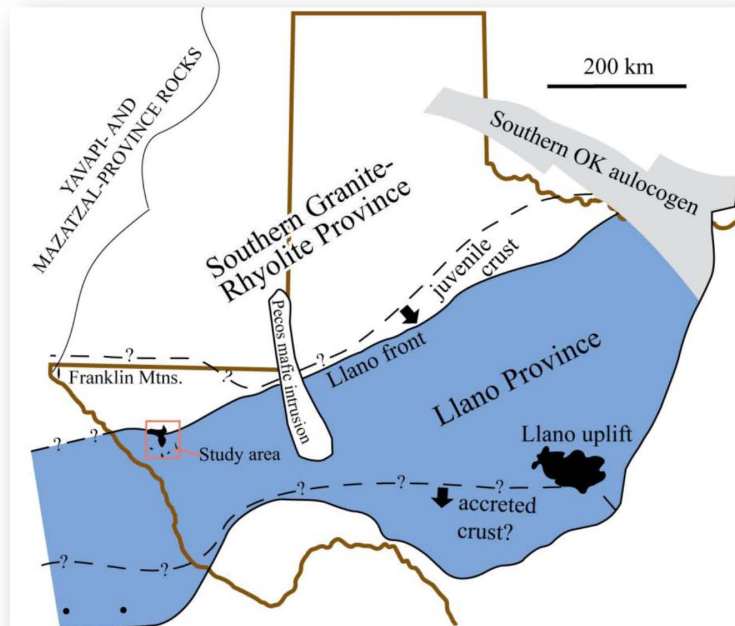 YAVAPI- AND
MAZATZAL-PROVINCE ROCKS
200 km
Southern OK aulocogen
Southern Granite-
Rhyolite Province
juvenile
crust
Pecos mafic intrusion
Llano front
?
?
?
Franklin Mtns.
Llano Province
?
?
Study area
Llano uplift
?
?
?
accreted
crust?
?
?